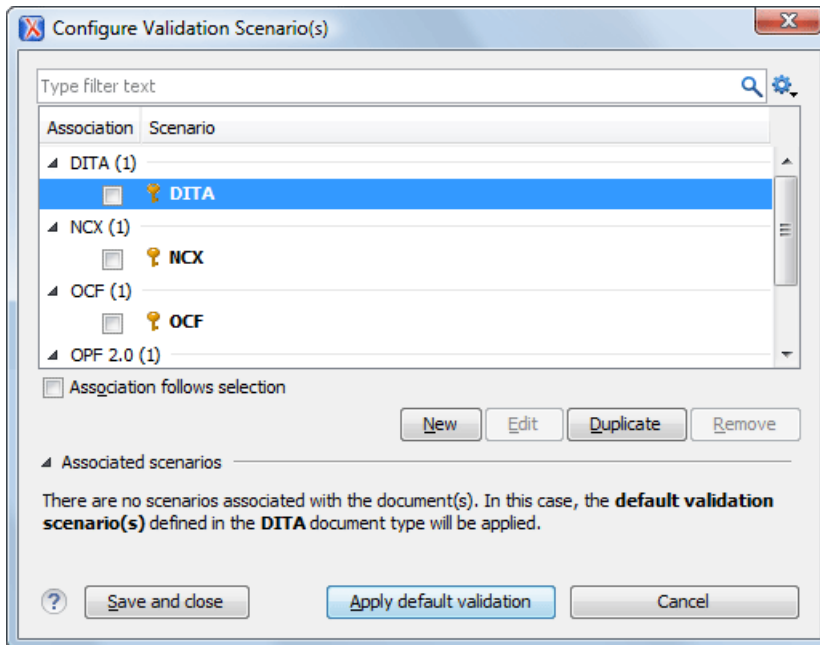 Configure Validation Scenario(s)
Type filter text
Association Scenario
DITA (1)
DITA
NCX (1)
NCX
OCF (1)
OCF
OPF 2.0 (1)
Association follows selection
New Edit Duplicate Remove
Associated scenarios
There are no scenarios associated with the document(s). In this case, the default validation
scenario(s) defined in the DITA document type will be applied.
? Save and close Apply default validation Cancel